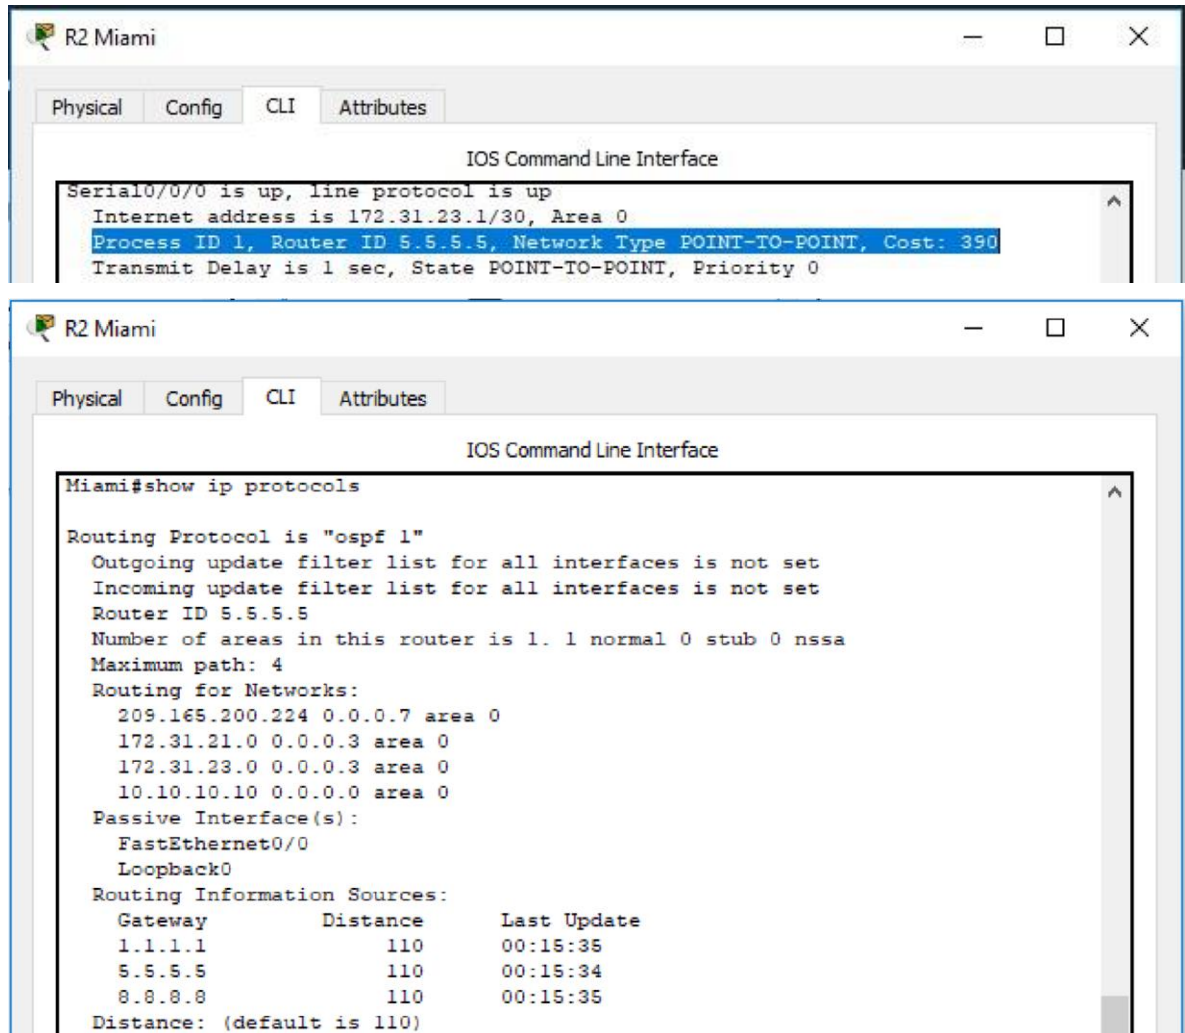 R2 Miami
Physical Config CLI Attributes
IOS Command Line Interface
Serial0/0/0 is up, line protocol is up
Internet address is 172.31.23.1/30, Area 0
Process ID 1, Router ID 5.5.5.5, Network Type POINT-TO-POINT, Cost: 390
Transmit Delay is 1 sec, State POINT-TO-POINT, Priority 0
R2 Miami
Physical Config CLI Attributes
IOS Command Line Interface
Miami#show ip protocols
Routing Protocol is "ospf 1"
Outgoing update filter list for all interfaces is not set
Incoming update filter list for all interfaces is not set
Router ID 5.5.5.5
Number of areas in this router is 1. 1 normal 0 stub 0 nssa
Maximum path: 4
Routing for Networks:
209.165.200.224 0.0.0.7 area 0
172.31.21.0 0.0.0.3 area 0
172.31.23.0 0.0.0.3 area 0
10.10.10.10 0.0.0.0 area 0
Passive Interface(s):
FastEthernet0/0
Loopback0
Routing Information Sources:
Gateway Distance Last Update
1.1.1.1 110 00:15:35
5.5.5.5 110 00:15:34
8.8.8.8 110 00:15:35
Distance: (default is 110)